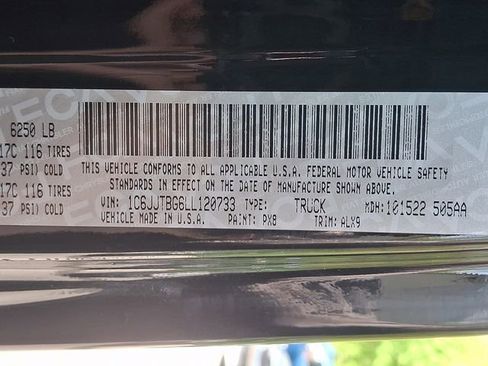 6250 LB
17C 116 TIRES
37 PSI) COLD
17C 116 TIRES
37 PSI) COLD
THIS VEHICLE CONFORMS TO ALL APPLICABLE U.S.A. FEDERAL MOTOR VEHICLE SAFETY
STANDARDS IN EFFECT ON THE DATE OF MANUFACTURE SHOWN ABOVE.
VIN: 1C6JJTBG6LL120733 TYPE: TRUCK MDH: 101522 505AA
VEHICLE MADE IN U.S.A. PAINT: PX8 TRIM: ALX9